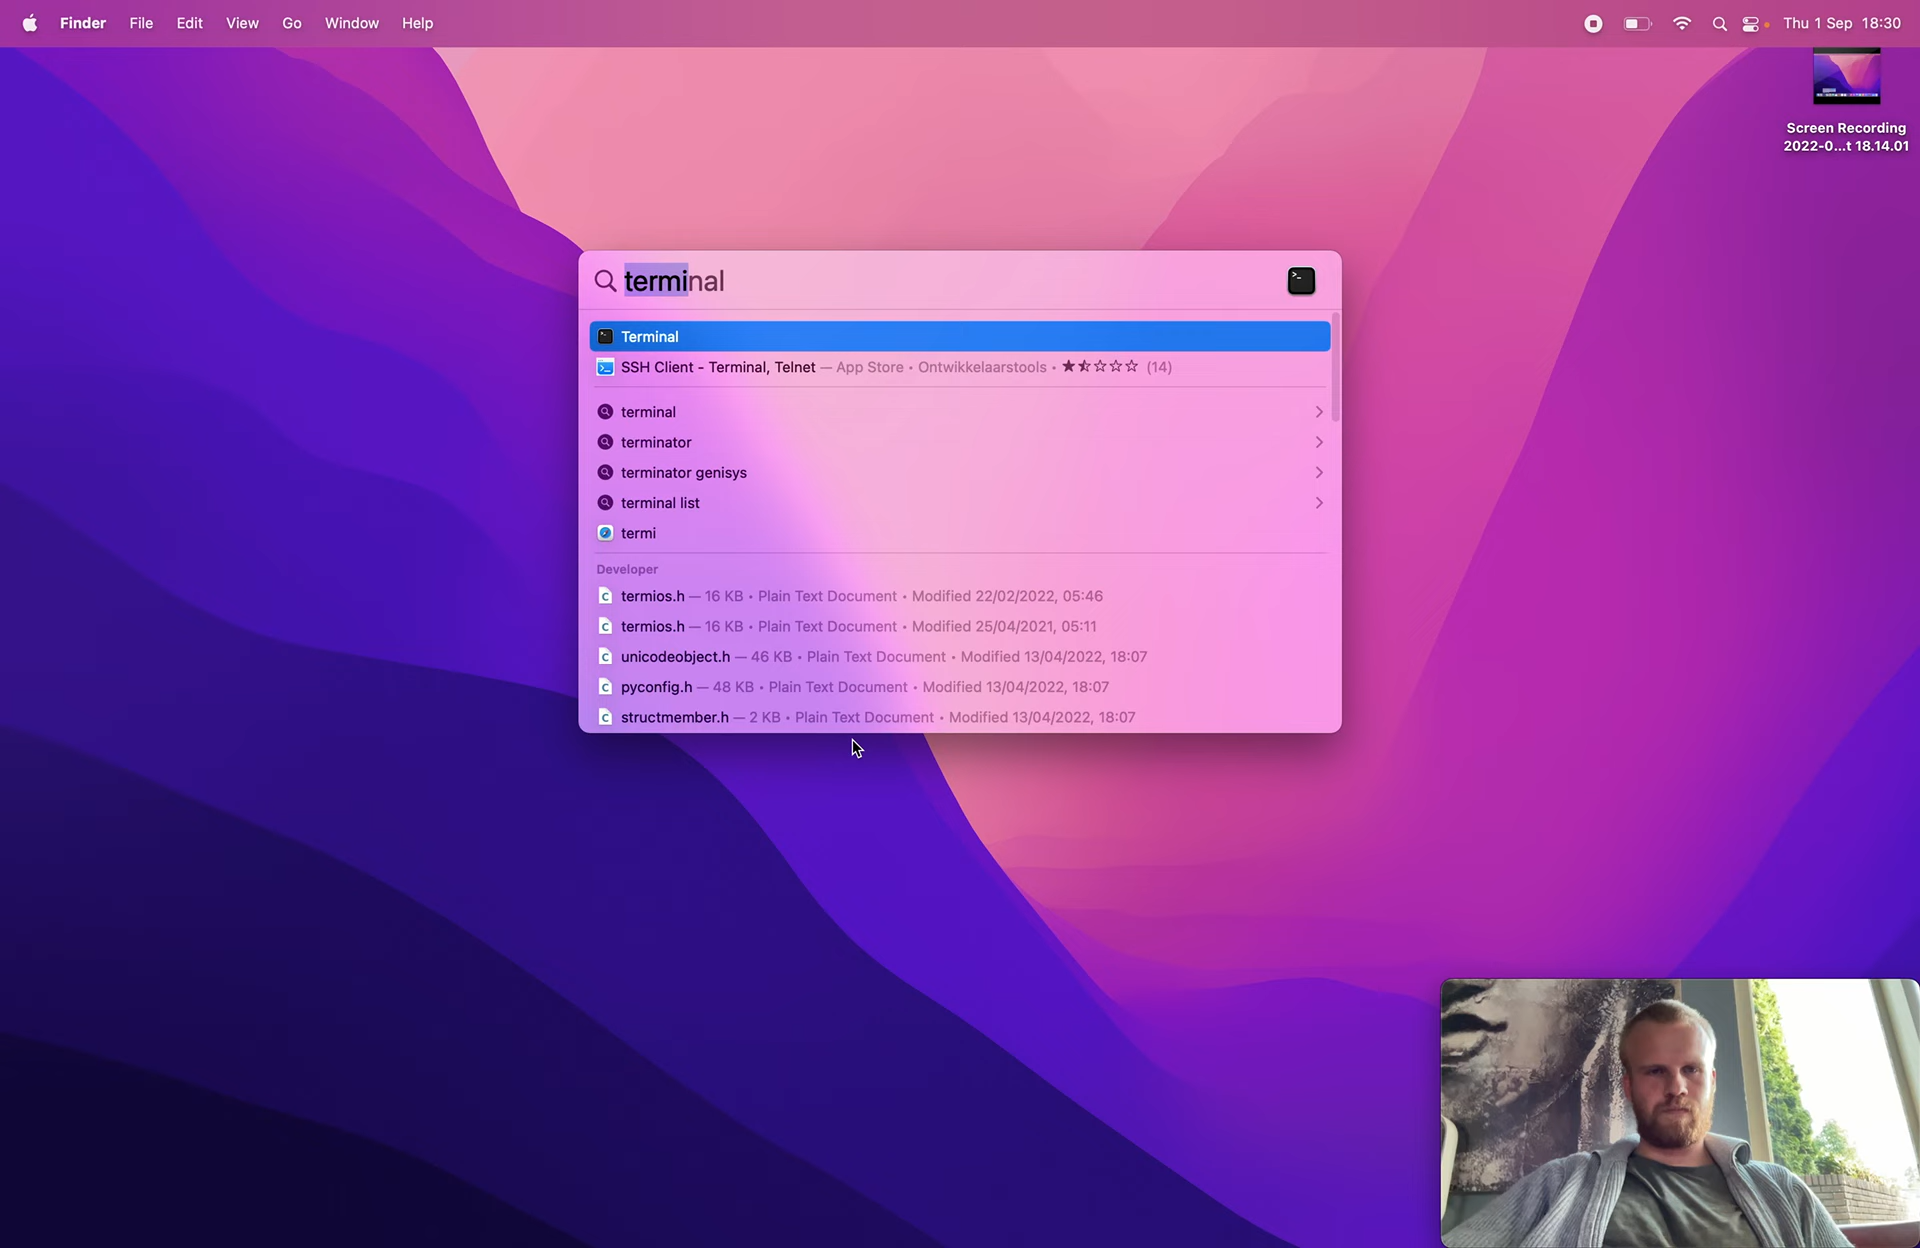 Finder File Edit View Go Window Help Thu 1 Sep 18:30
Screen Recording
2022-0...t 18.14.01
terminal
Terminal
SSH Client - Terminal, Telnet — App Store • Ontwikkelaarstools • ★ (14)
terminal
terminator
terminator genisys
terminal list
termi
Developer
termios.h — 16 KB • Plain Text Document • Modified 22/02/2022, 05:46
termios.h — 16 KB • Plain Text Document • Modified 25/04/2021, 05:11
unicodeobject.h — 46 KB • Plain Text Document • Modified 13/04/2022, 18:07
pyconfig.h — 48 KB • Plain Text Document • Modified 13/04/2022, 18:07
structmember.h — 2 KB • Plain Text Document • Modified 13/04/2022, 18:07